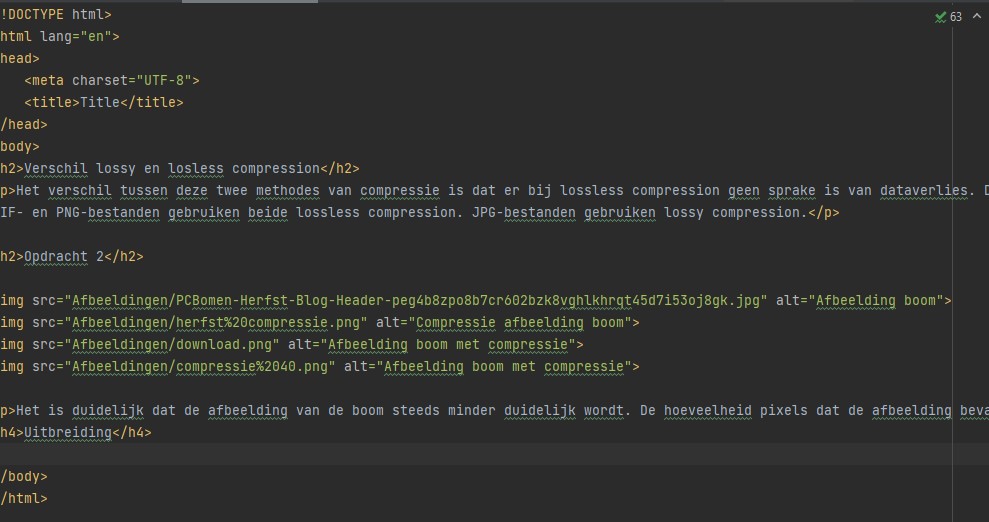 !DOCTYPE html>
63
html lang="en">
head>
<meta charset="UTF-8">
<title>Title</title>
/head>
body>
h2>Verschil lossy en losless compression</h2>
p>Het verschil tussen deze twee methodes van compressie is dat er bij lossless compression geen sprake is van dataverlies. D
IF- en PNG-bestanden gebruiken beide lossless compression. JPG-bestanden gebruiken lossy compression.</p>
h2>Opdracht 2</h2>
img src="Afbeeldingen/PCBomen-Herfst-Blog-Header-peg4b8zpo8b7cr602bzk8vghlkhrqt45d7i53oj8gk.jpg" alt="Afbeelding boom">
img src="Afbeeldingen/herfst%20compressie.png" alt="Compressie afbeelding boom">
img src="Afbeeldingen/download.png" alt="Afbeelding boom met compressie">
img src="Afbeeldingen/compressie%2040.png" alt="Afbeelding boom met compressie">
p>Het is duidelijk dat de afbeelding van de boom steeds minder duidelijk wordt. De hoeveelheid pixels dat de afbeelding beva
h4>Uitbreiding</h4>
/body>
/html>